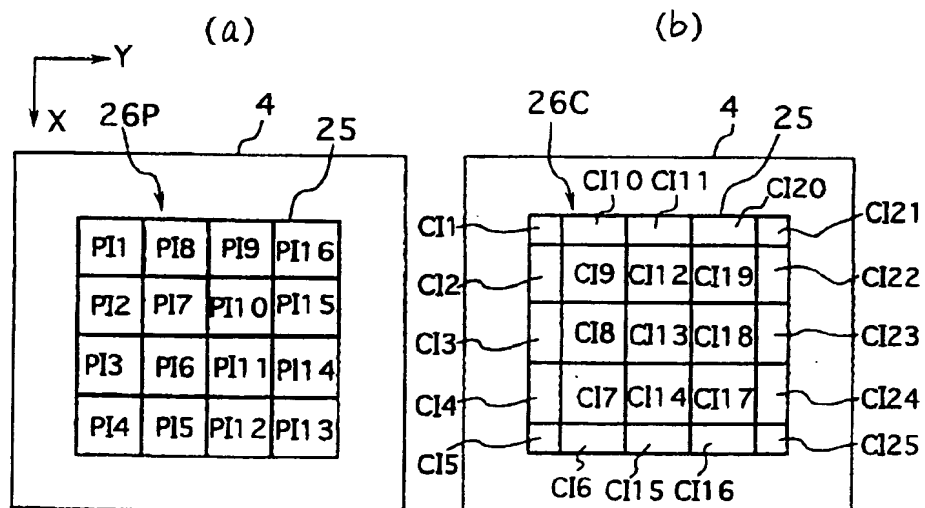 (a) (b)
Y
X
26P 4 25
26C 4 25
PI1 PI8 PI9 PI16
PI2 PI7 PI10 PI15
PI3 PI6 PI11 PI14
PI4 PI5 PI12 PI13
CI10 CI11 CI20
CI1 CI21
CI2 CI9 CI12 CI19 CI22
CI3 CI8 CI13 CI18 CI23
CI4 CI7 CI14 CI17 CI24
CI5 CI25
CI6 CI15 CI16